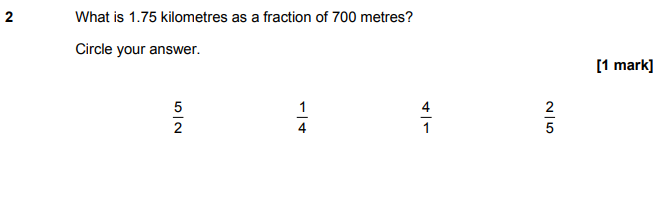 2 What is 1.75 kilometres as a fraction of 700 metres?
Circle your answer.
[1 mark]
5/2 1/4 4/1 2/5